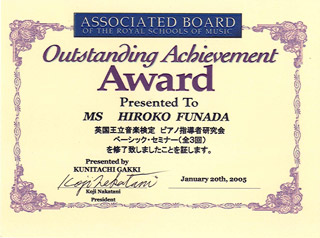 ASSOCIATED BOARD
OF THE ROYAL SCHOOLS OF MUSIC
Outstanding Achievement
Award
Presented To
MS HIROKO FUNADA
英国王立音楽検定 ピアノ指導者研究会
ベーシック・セミナー(全3回)
を修了致しましたことを証します。
Presented by
KUNITACHI GAKKI
Koji Nakatani
Koji Nakatani
President
January 20th, 2005